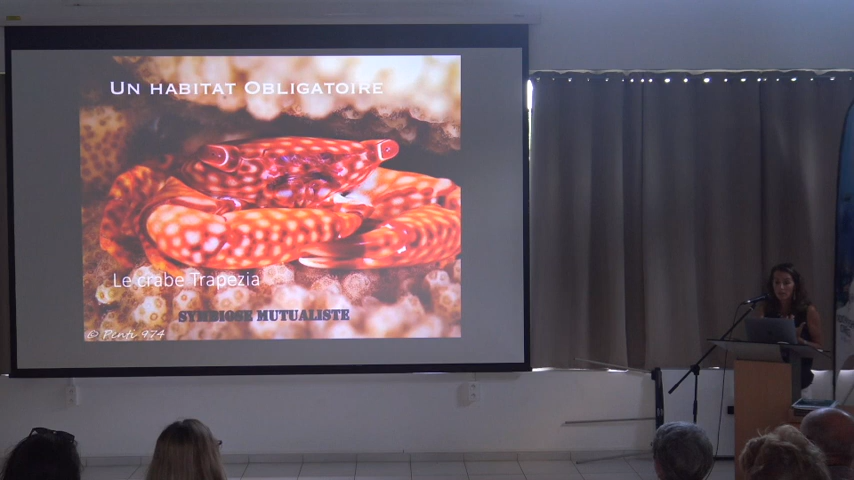 Un habitat Obligatoire
Le crabe Trapezia
SYMBIOSE MUTUALISTE
© Penti 974